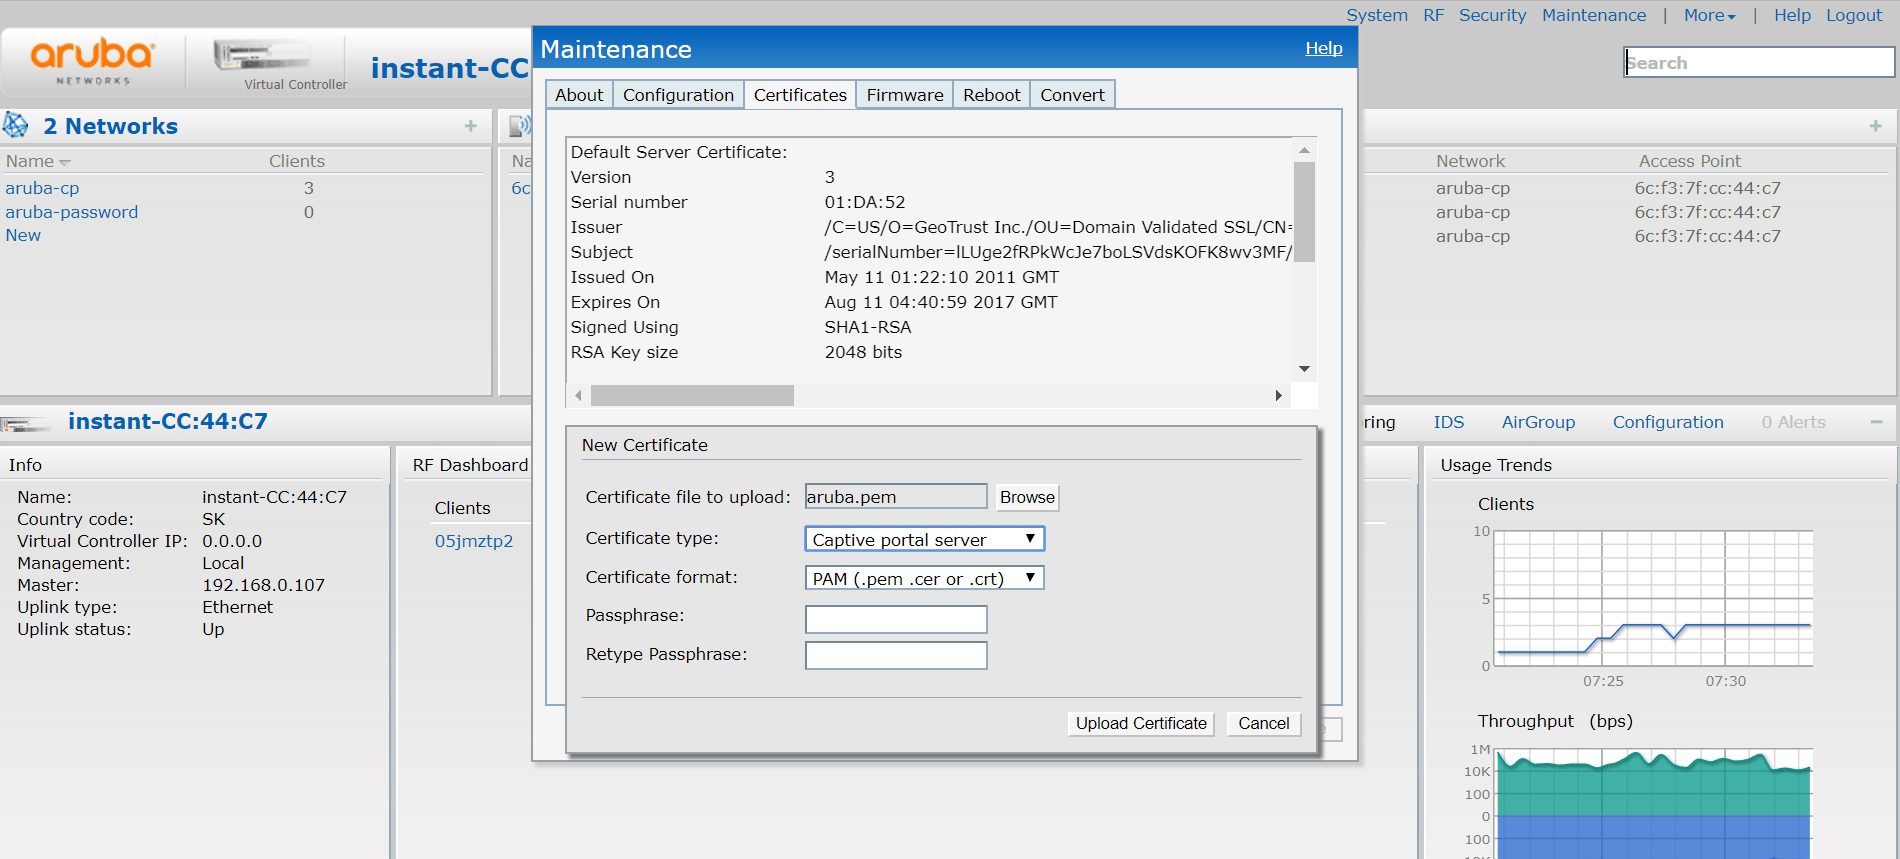 System RF Security Maintenance | More | Help Logout
aruba
NETWORKS
Virtual Controller
instant-CC
Search
2 Networks
Name Clients
aruba-cp 3
aruba-password 0
New
Na
6c
Maintenance Help
About Configuration Certificates Firmware Reboot Convert
Default Server Certificate:
Version 3
Serial number 01:DA:52
Issuer /C=US/O=GeoTrust Inc./OU=Domain Validated SSL/CN=
Subject /serialNumber=lLUge2fRPkWcJe7boLSVdsKOFK8wv3MF/
Issued On May 11 01:22:10 2011 GMT
Expires On Aug 11 04:40:59 2017 GMT
Signed Using SHA1-RSA
RSA Key size 2048 bits
Network Access Point
aruba-cp 6c:f3:7f:cc:44:c7
aruba-cp 6c:f3:7f:cc:44:c7
aruba-cp 6c:f3:7f:cc:44:c7
New Certificate
Certificate file to upload: aruba.pem Browse
Certificate type: Captive portal server
Certificate format: PAM (.pem .cer or .crt)
Passphrase:
Retype Passphrase:
Upload Certificate Cancel
instant-CC:44:C7
ring IDS AirGroup Configuration 0 Alerts
Info
Name: instant-CC:44:C7
Country code: SK
Virtual Controller IP: 0.0.0.0
Management: Local
Master: 192.168.0.107
Uplink type: Ethernet
Uplink status: Up
RF Dashboard
Clients
05jmztp2
Usage Trends
Clients
10
5
0
07:25 07:30
Throughput (bps)
1M
10K
100
0
100